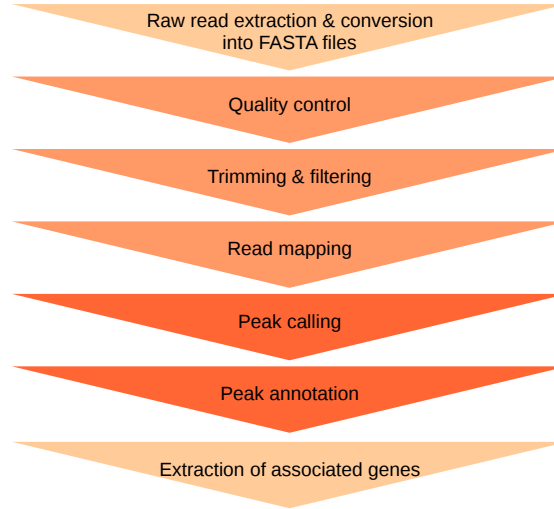 Raw read extraction & conversion
into FASTA files
Quality control
Trimming & filtering
Read mapping
Peak calling
Peak annotation
Extraction of associated genes